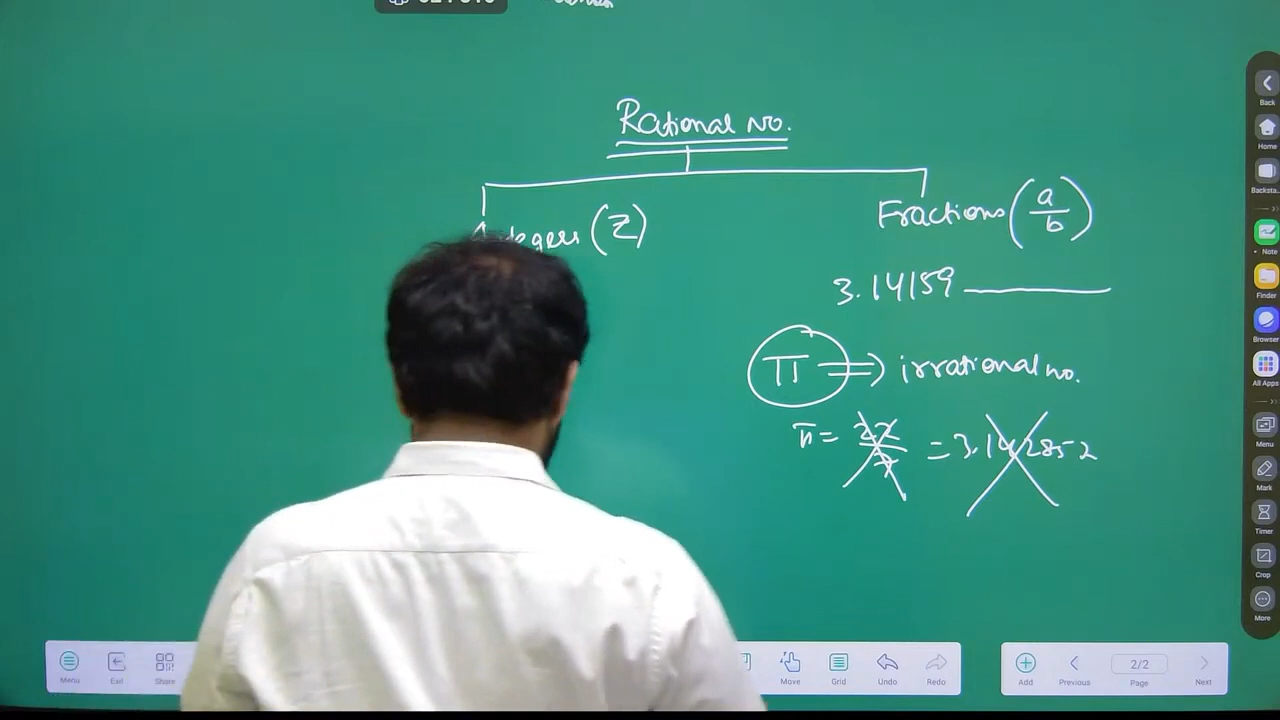 Rational No.
Integers (Z)
Fractions (a/b)
3.14159
π ⇒ irrational no.
π = 22/7 = 3.142852
Back
Home
Backsta..
Note
Finder
Browser
All Apps
Menu
Mark
Timer
Crop
More
Menu
Exit
Share
Move
Grid
Undo
Redo
Add
Previous
2/2
Page
Next